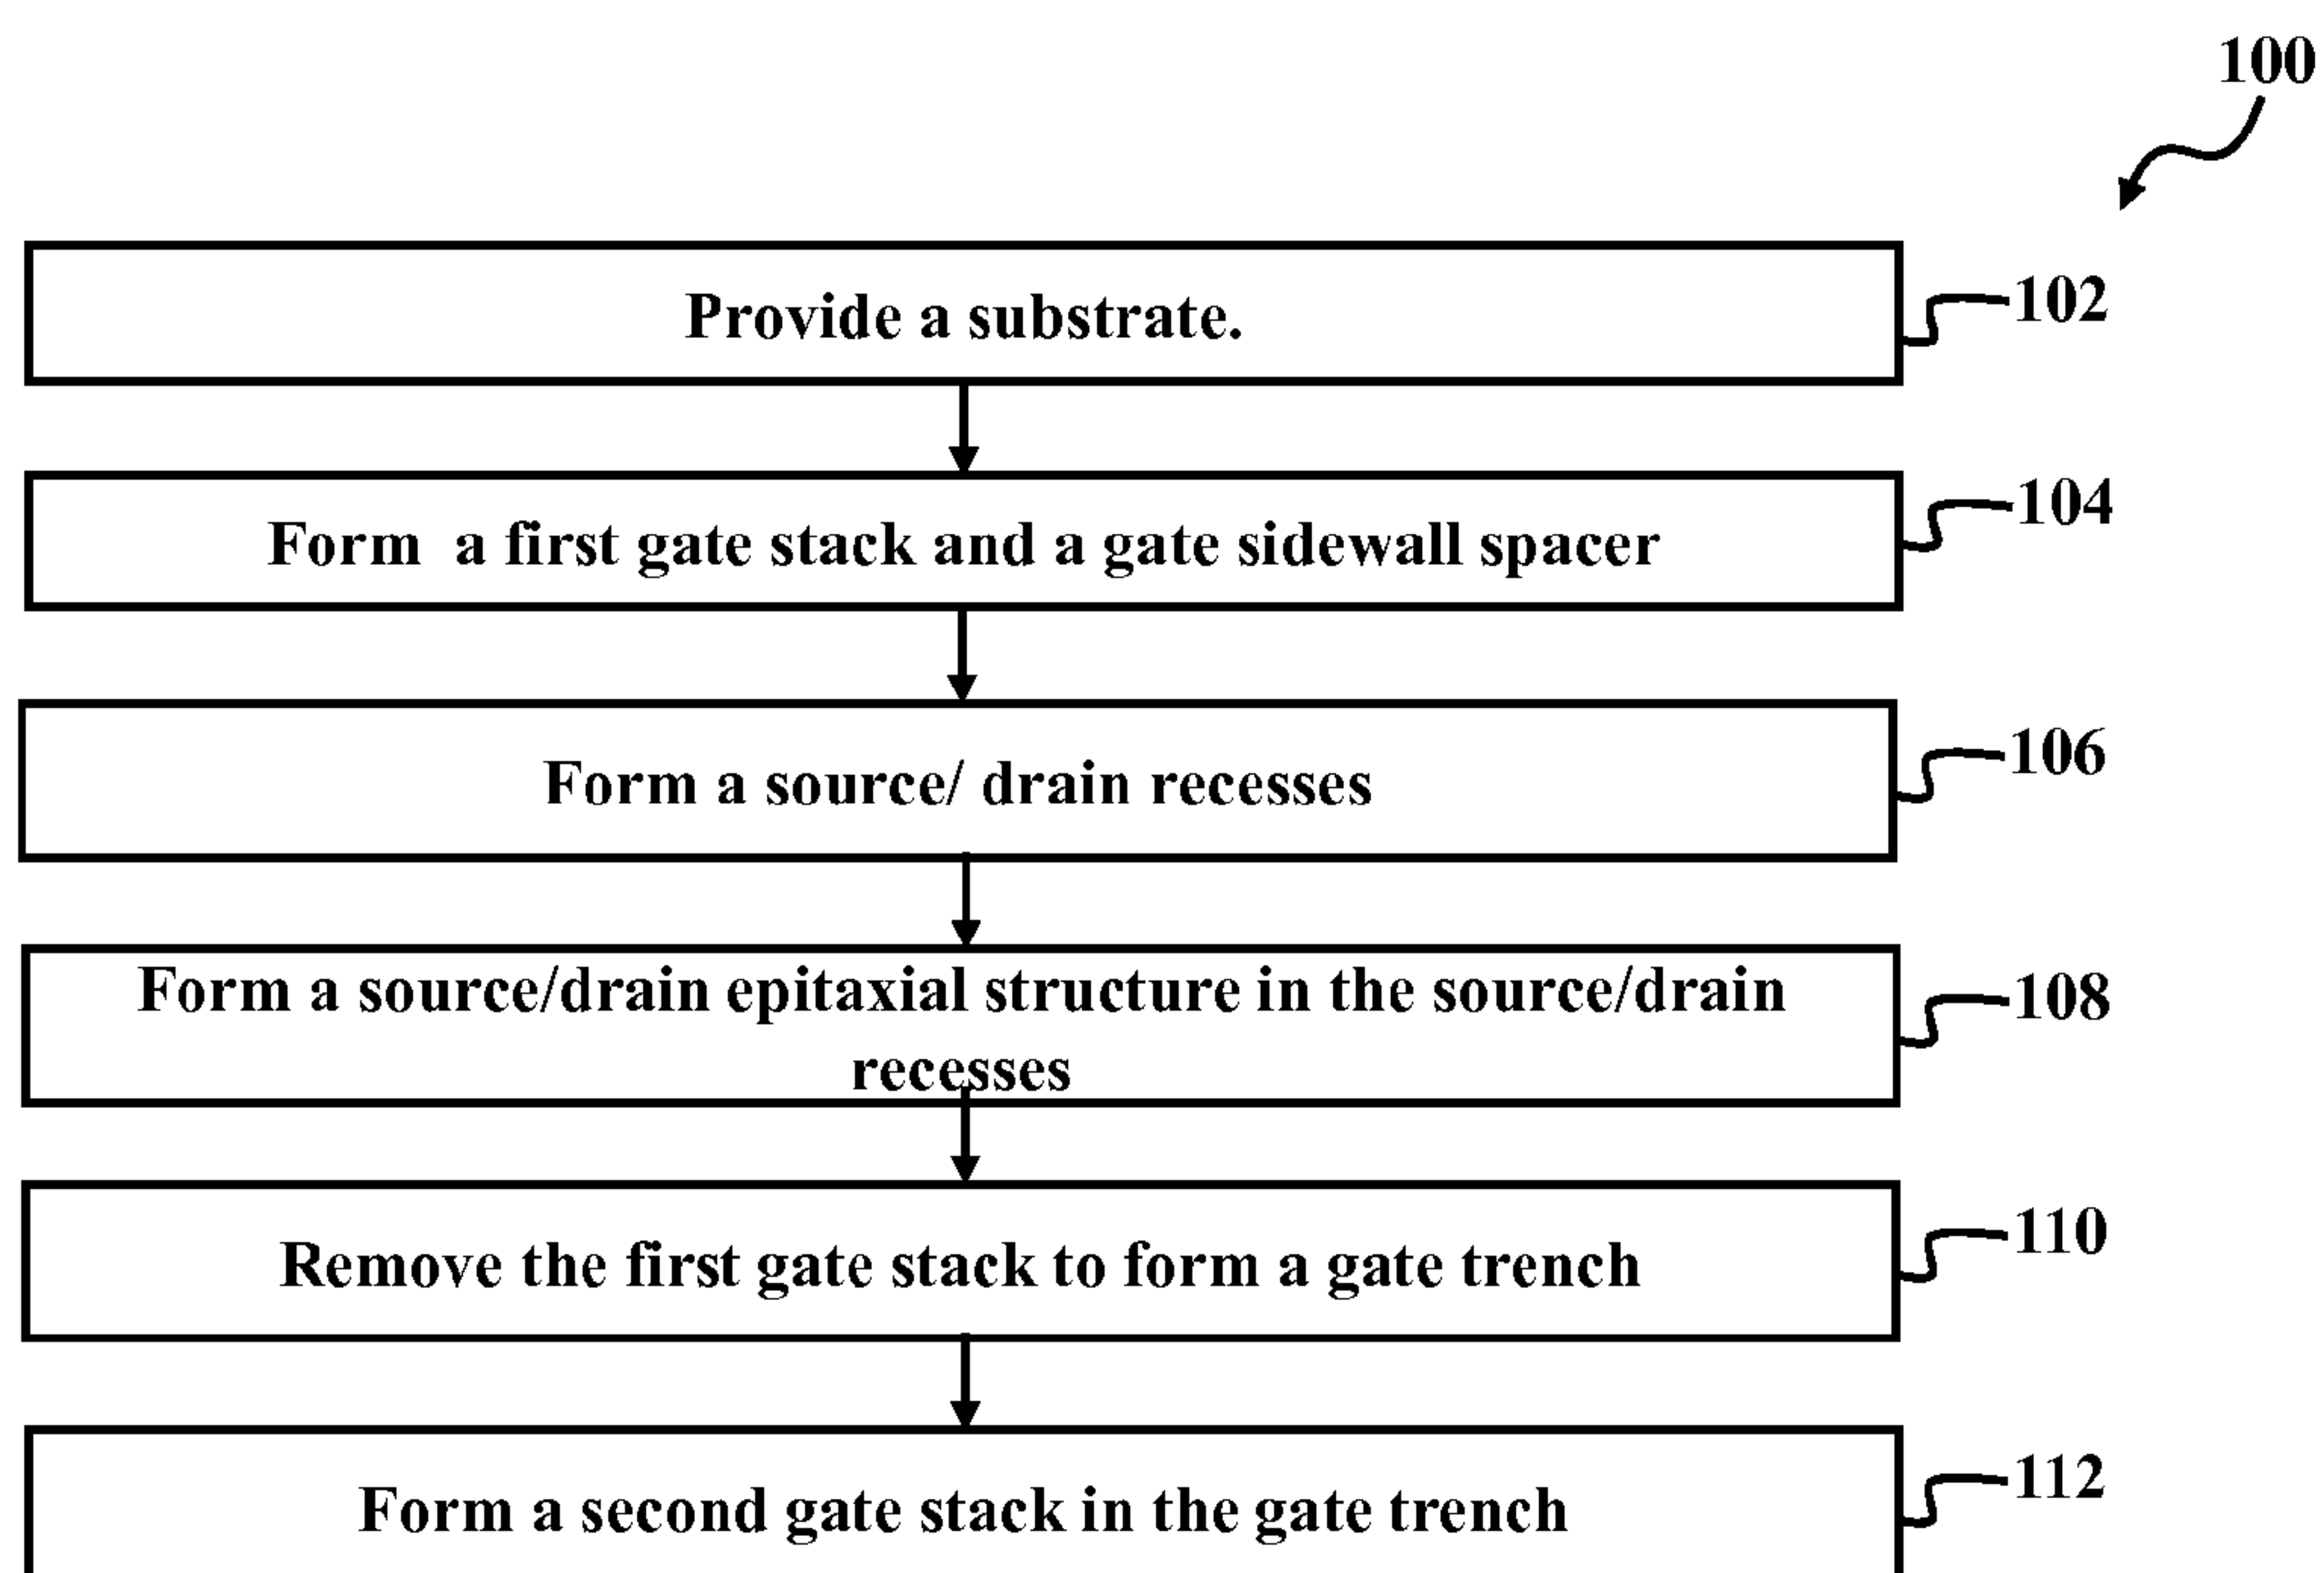 100
Provide a substrate.
102
Form a first gate stack and a gate sidewall spacer
104
Form a source/ drain recesses
106
Form a source/drain epitaxial structure in the source/drain
recesses
108
Remove the first gate stack to form a gate trench
110
Form a second gate stack in the gate trench
112